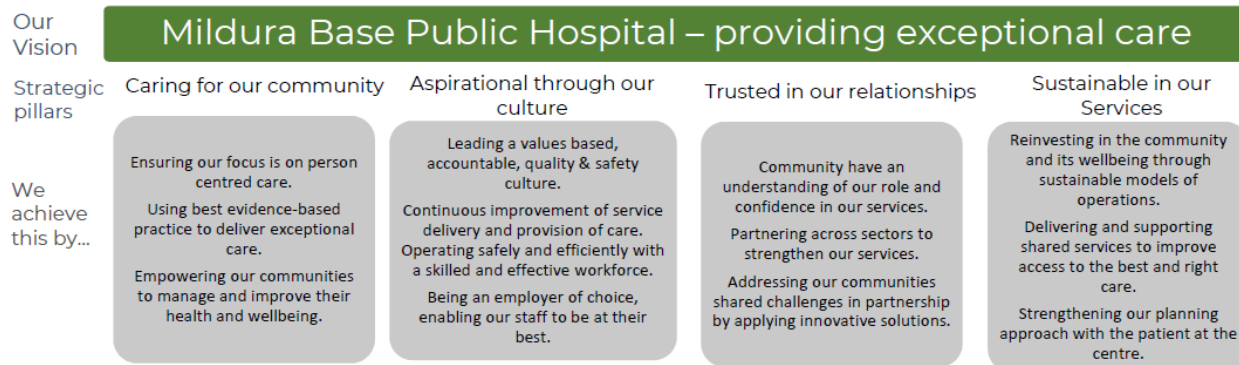 Our
Vision
Mildura Base Public Hospital – providing exceptional care
Strategic
pillars
Caring for our community
Aspirational through our
culture
Trusted in our relationships
Sustainable in our
Services
We
achieve
this by...
Ensuring our focus is on person
centred care.
Using best evidence-based
practice to deliver exceptional
care.
Empowering our communities
to manage and improve their
health and wellbeing.
Leading a values based,
accountable, quality & safety
culture.
Continuous improvement of service
delivery and provision of care.
Operating safely and efficiently with
a skilled and effective workforce.
Being an employer of choice,
enabling our staff to be at their
best.
Community have an
understanding of our role and
confidence in our services.
Partnering across sectors to
strengthen our services.
Addressing our communities
shared challenges in partnership
by applying innovative solutions.
Reinvesting in the community
and its wellbeing through
sustainable models of
operations.
Delivering and supporting
shared services to improve
access to the best and right
care.
Strengthening our planning
approach with the patient at the
centre.